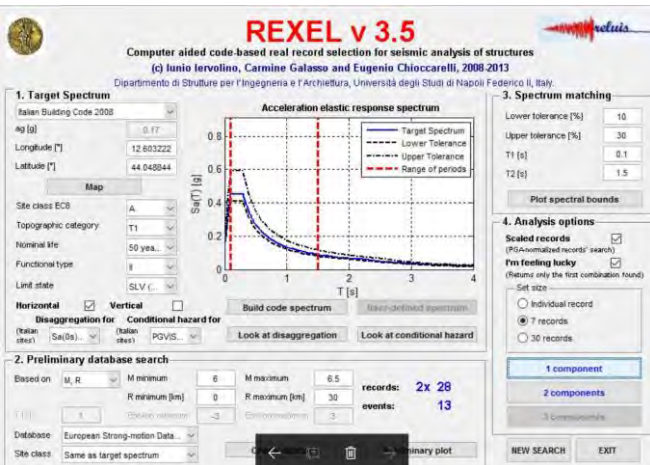 REXEL v 3.5
reluis
Computer aided code-based real record selection for seismic analysis of structures
(c) Iunio Iervolino, Carmine Galasso and Eugenio Chioccarelli, 2008-2013
Dipartimento di Strutture per l'Ingegneria e l'Archiettura, Università degli Studi di Napoli Federico II, Italy.
1. Target Spectrum
Italian Building Code 2008
ag [g] 0.17
Longitude [°] 12.603222
Latitude [°] 44.048844
Map
Site class EC8 A
Topographic category T1
Nominal life 50 yea...
Functional type II
Limit state SLV (...
Horizontal Vertical
Disaggregation for Conditional hazard for
(Italian sites) Sa(0s)... (Italian sites) PGV|S...
Acceleration elastic response spectrum
Sa(T) [g]
0.8
0.6
0.4
0.2
0
0 1 2 3 4
T [s]
Target Spectrum
Lower Tolerance
Upper Tolerance
Range of periods
Build code spectrum User-defined spectrum
Look at disaggregation Look at conditional hazard
2. Preliminary database search
Based on M, R M minimum 6 M maximum 6.5
R minimum [km] 0 R maximum [km] 30
records: 2x 28
events: 13
1 Epsilon minimum -3 Epsilon maximum 3
Database European Strong-motion Data...
Site class Same as target spectrum
plot
3. Spectrum matching
Lower tolerance [%] 10
Upper tolerance [%] 30
T1 [s] 0.1
T2 [s] 1.5
Plot spectral bounds
4. Analysis options
Scaled records
(PGA-normalized records' search)
I'm feeling lucky
(Returns only the first combination found)
Set size
Individual record
7 records
30 records
1 component
2 components
3 components
NEW SEARCH EXIT